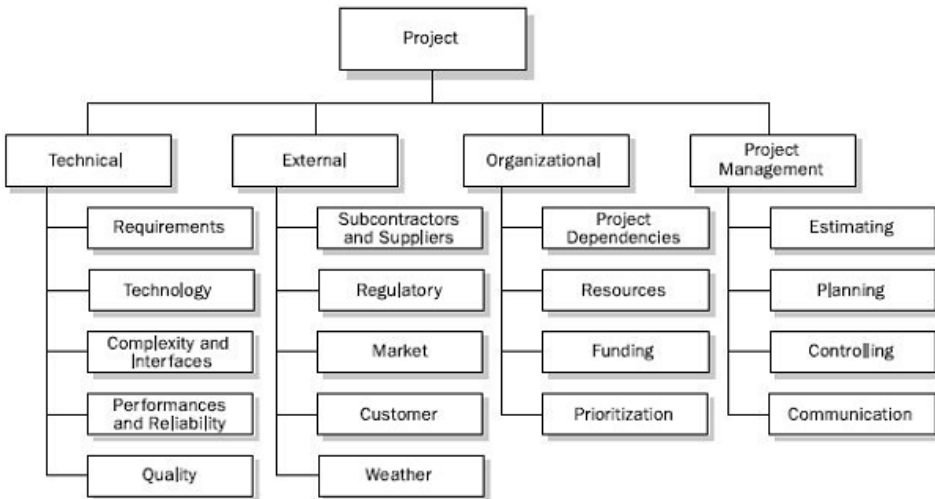 Project
Technical
External
Organizational
Project
Management
Requirements
Technology
Complexity and
Interfaces
Performances
and Reliability
Quality
Subcontractors
and Suppliers
Regulatory
Market
Customer
Weather
Project
Dependencies
Resources
Funding
Prioritization
Estimating
Planning
Controlling
Communication